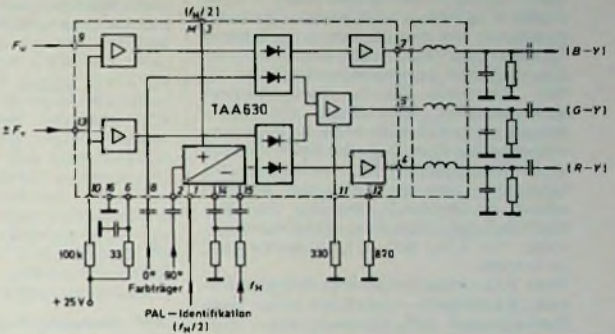 (fH/2)
M 3
Fu 9
7 (B-Y)
TAA630
5 (G-Y)
±Fv 13
+
−
4 (R-Y)
10 16 6 8 2 1 14 15 11 12
100k 33 0° 90° fH 330 820
Farbträger
+25V
PAL-Identifikation
(fH/2)